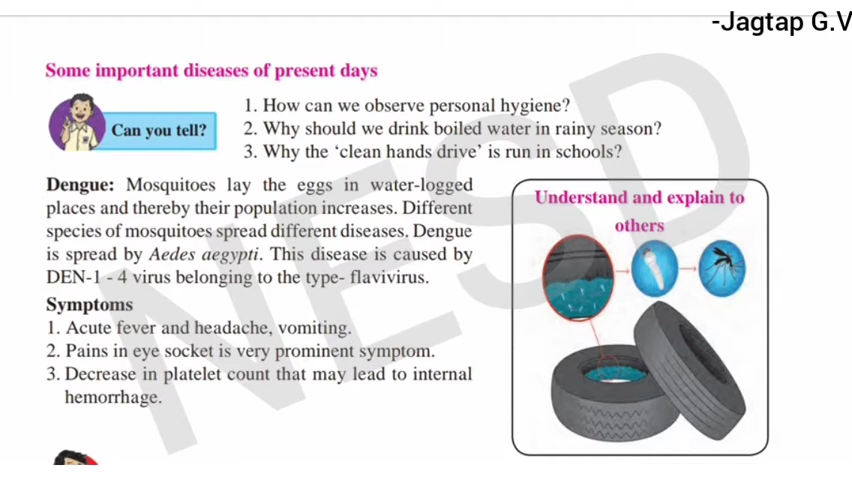 -Jagtap G.V
Some important diseases of present days
Can you tell?
1. How can we observe personal hygiene?
2. Why should we drink boiled water in rainy season?
3. Why the ‘clean hands drive’ is run in schools?
Dengue: Mosquitoes lay the eggs in water-logged
places and thereby their population increases. Different
species of mosquitoes spread different diseases. Dengue
is spread by Aedes aegypti. This disease is caused by
DEN-1 - 4 virus belonging to the type- flavivirus.
Symptoms
1. Acute fever and headache, vomiting.
2. Pains in eye socket is very prominent symptom.
3. Decrease in platelet count that may lead to internal
hemorrhage.
Understand and explain to
others
NESD